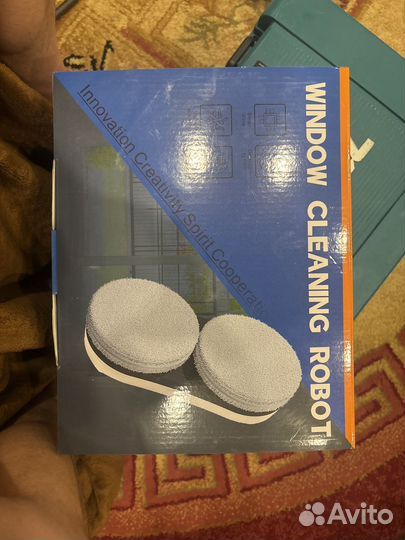 WINDOW CLEANING ROBOT
Innovation Creativity Spirit Cooperat
Avito